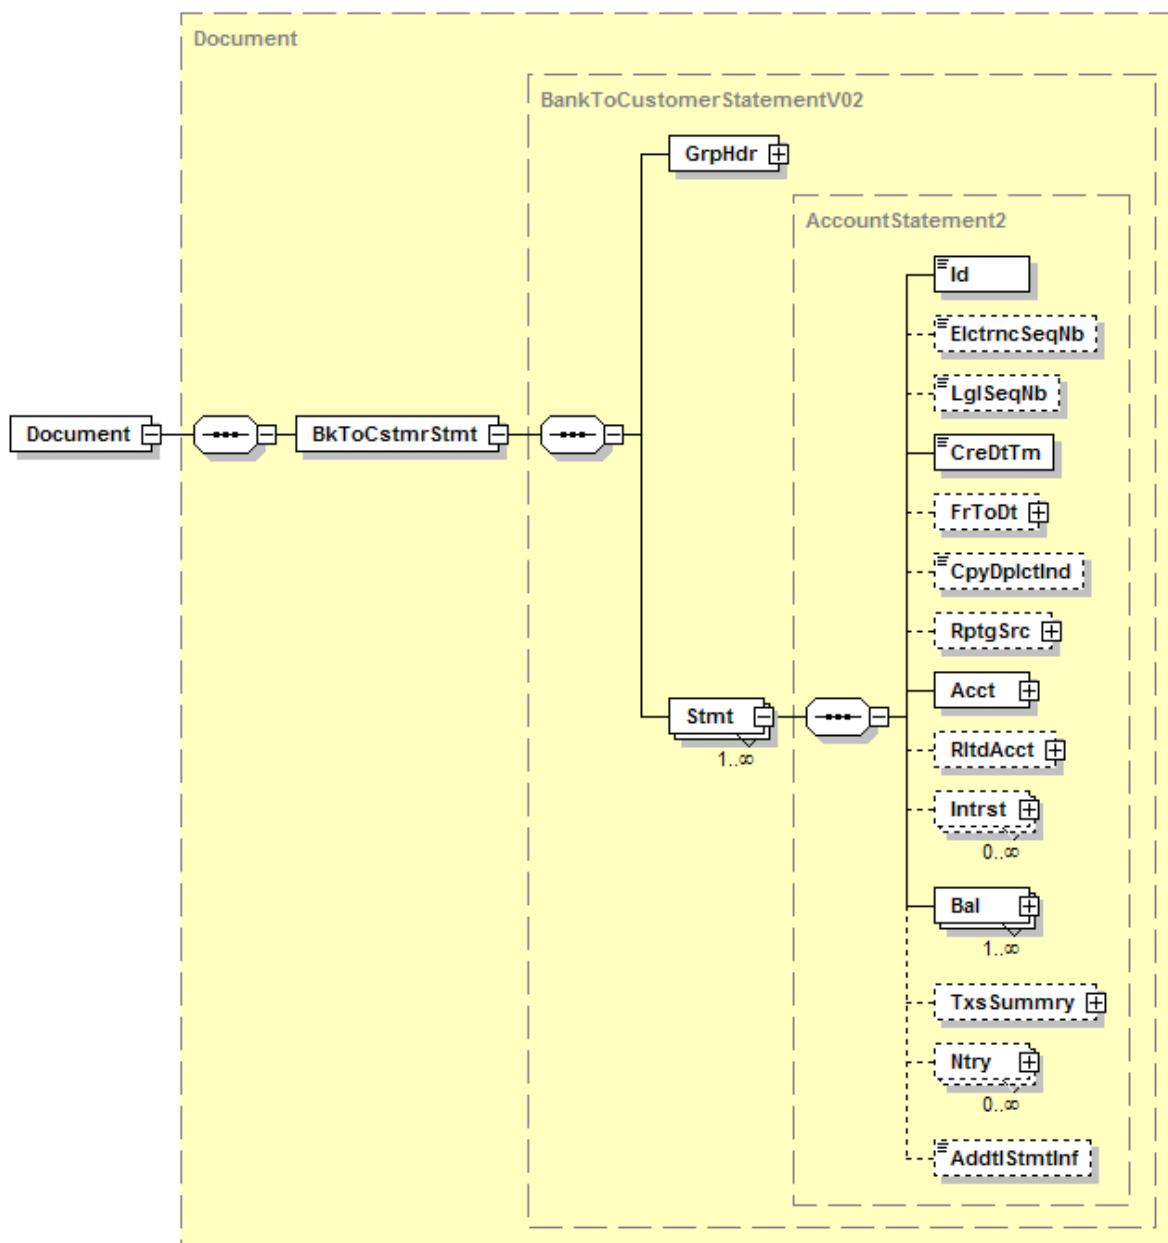 Document
BankToCustomerStatementV02
GrpHdr
AccountStatement2
Id
ElctrncSeqNb
LglSeqNb
Document
BkToCstmrStmt
CreDtTm
FrToDt
CpyDplctInd
RptgSrc
Acct
Stmt
1..∞
RltdAcct
Intrst
0..∞
Bal
1..∞
TxsSummry
Ntry
0..∞
AddtlStmtInf